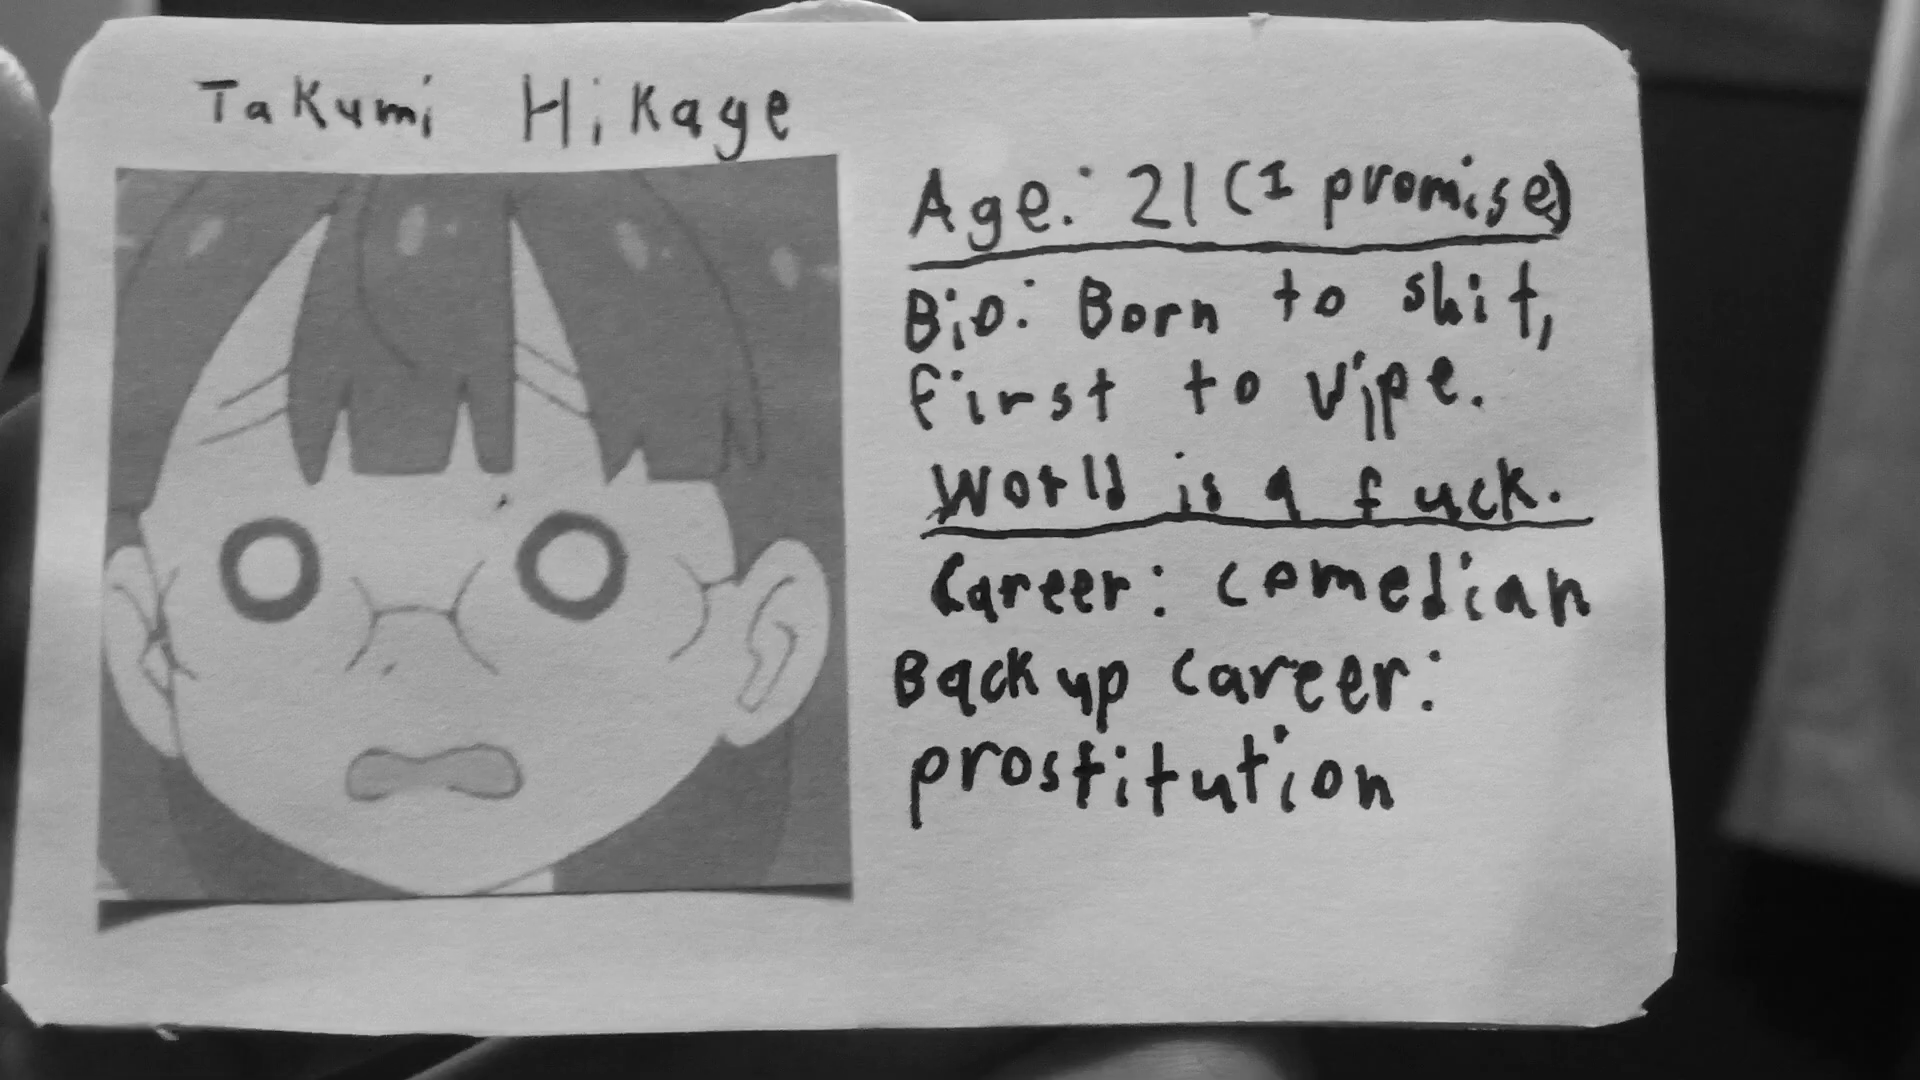 Takumi Hikage
Age: 21 (I promise)
Bio: Born to shit,
first to wipe.
World is a fuck.
Career: comedian
Backup career:
prostitution